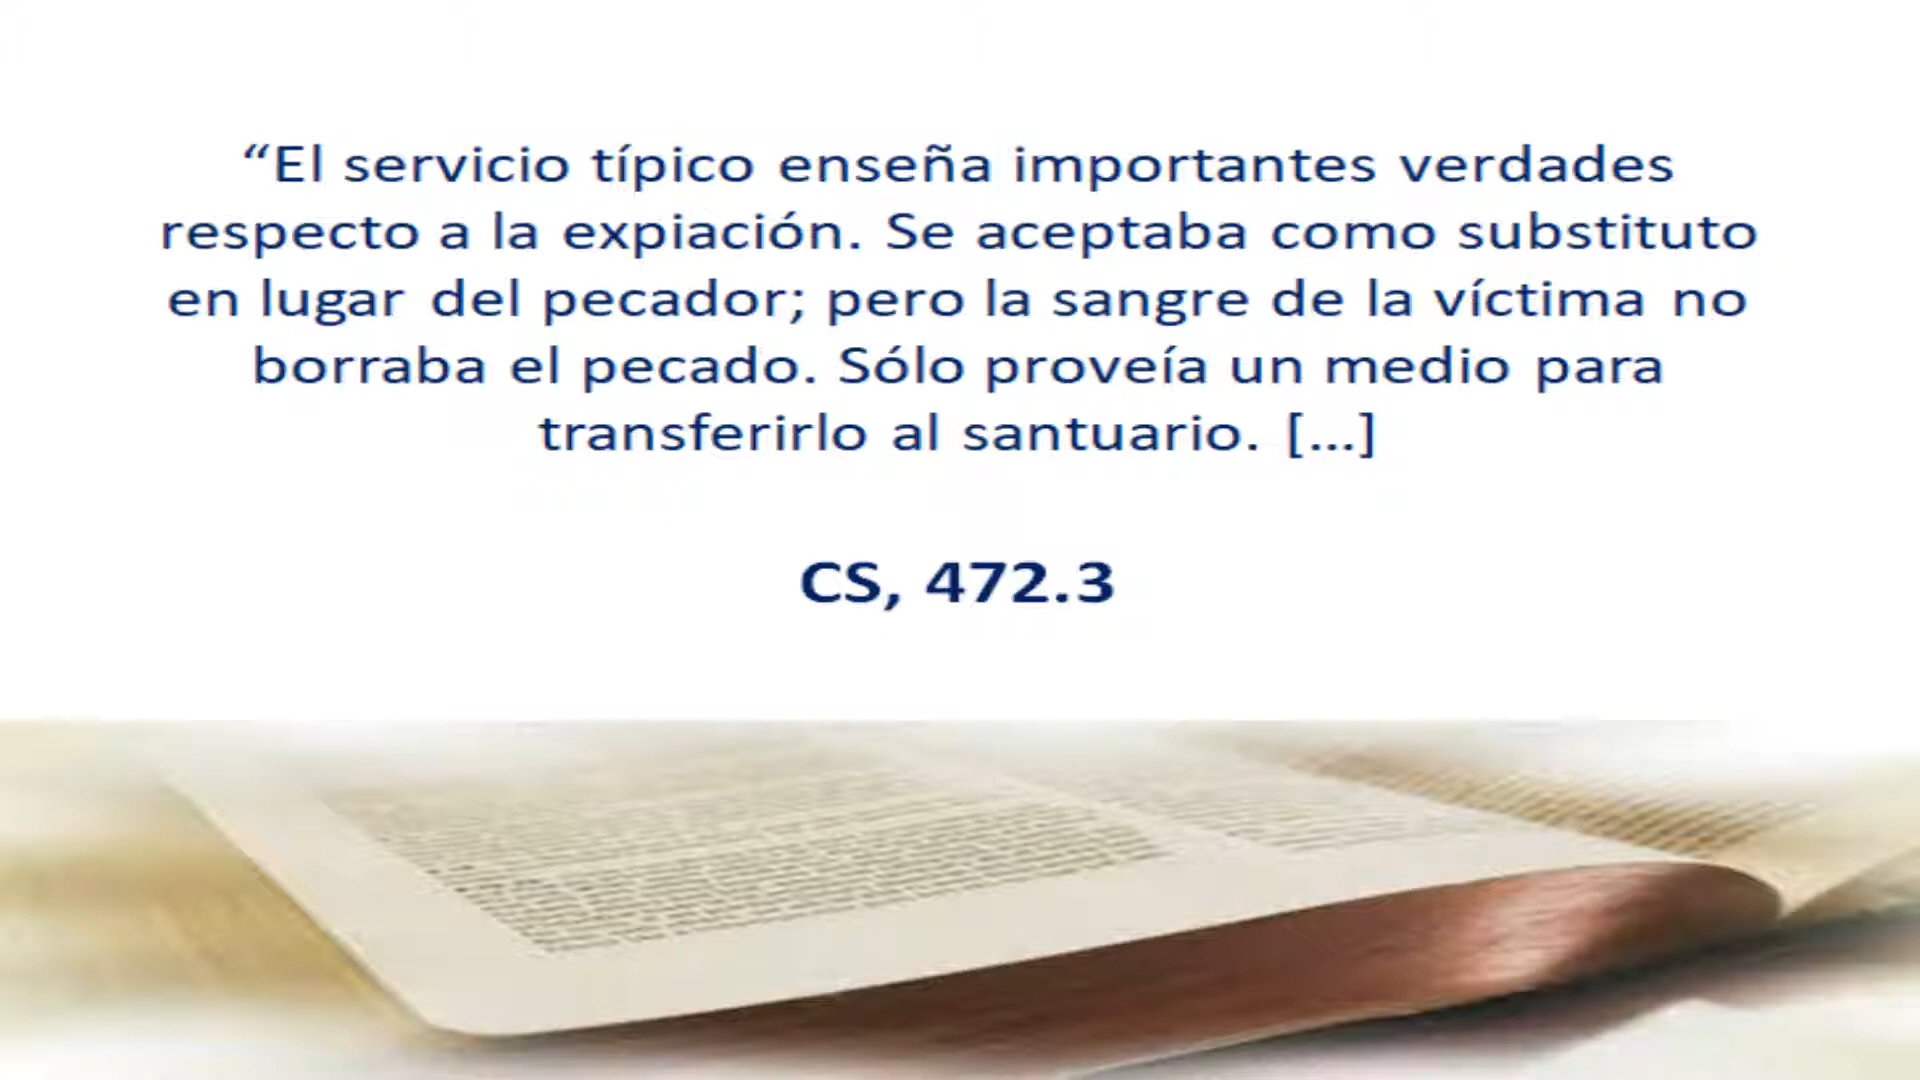 “El servicio típico enseña importantes verdades
respecto a la expiación. Se aceptaba como substituto
en lugar del pecador; pero la sangre de la víctima no
borraba el pecado. Sólo proveía un medio para
transferirlo al santuario. [...]
CS, 472.3